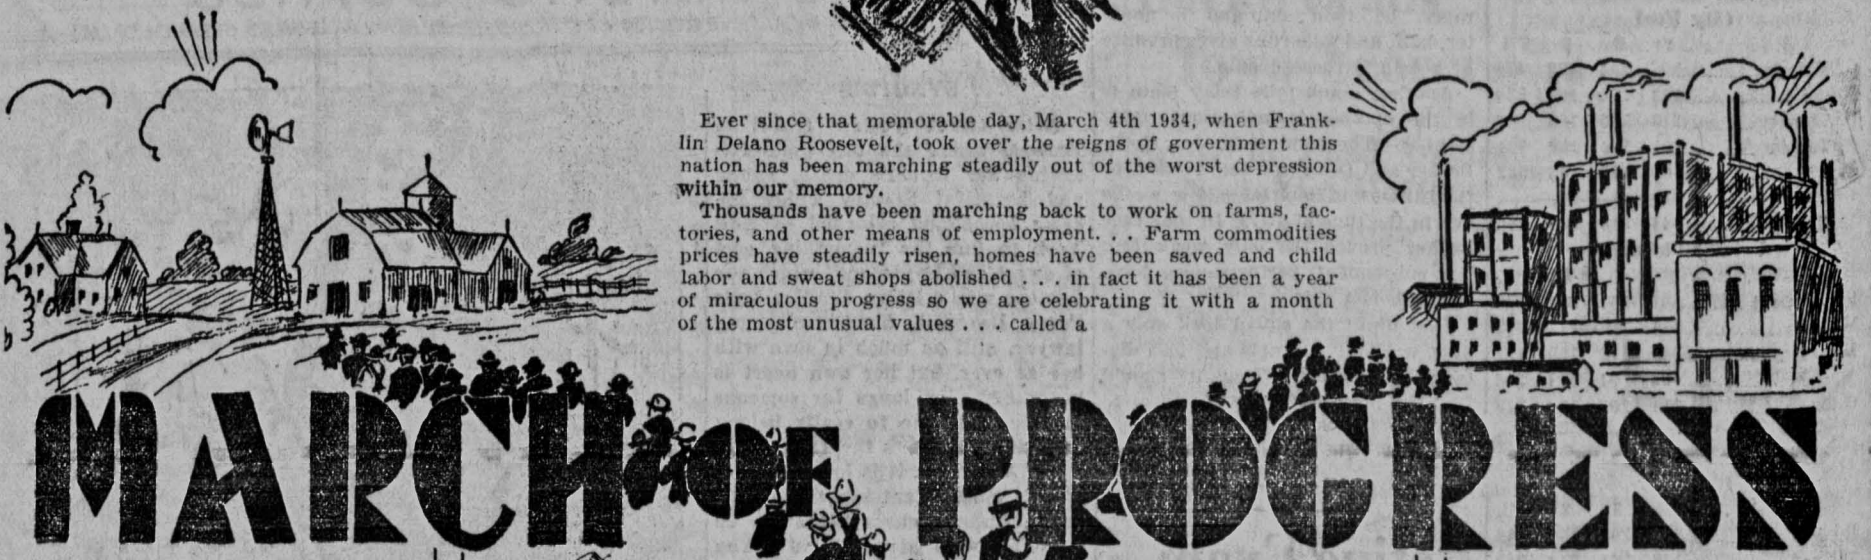 Ever since that memorable day, March 4th 1934, when Frank-
lin Delano Roosevelt, took over the reigns of government this
nation has been marching steadily out of the worst depression
within our memory.
Thousands have been marching back to work on farms, fac-
tories, and other means of employment. . . Farm commodities
prices have steadily risen, homes have been saved and child
labor and sweat shops abolished . . . in fact it has been a year
of miraculous progress so we are celebrating it with a month
of the most unusual values . . . called a
MARCH OF PROGRESS